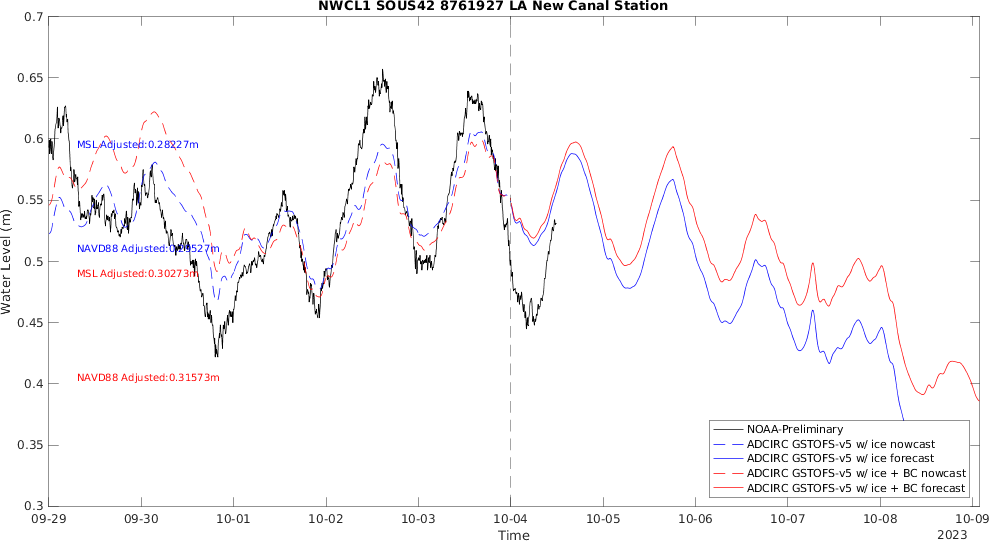 NWCL1 SOUS42 8761927 LA New Canal Station
0.7
0.65
0.6
0.55
0.5
0.45
0.4
0.35
0.3
Water Level (m)
MSL Adjusted:0.28227m
MSL Adjusted:0.30273m
NAVD88 Adjusted:0.31573m
NOAA-Preliminary
ADCIRC GSTOFS-v5 w/ ice nowcast
ADCIRC GSTOFS-v5 w/ ice forecast
ADCIRC GSTOFS-v5 w/ ice + BC nowcast
ADCIRC GSTOFS-v5 w/ ice + BC forecast
09-29 09-30 10-01 10-02 10-03 10-04 10-05 10-06 10-07 10-08 10-09
Time
2023